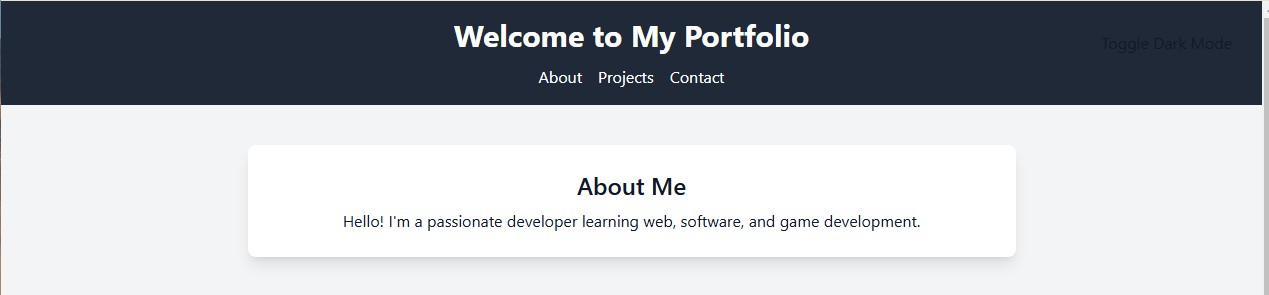 Welcome to My Portfolio
Toggle Dark Mode
About Projects Contact
About Me
Hello! I'm a passionate developer learning web, software, and game development.